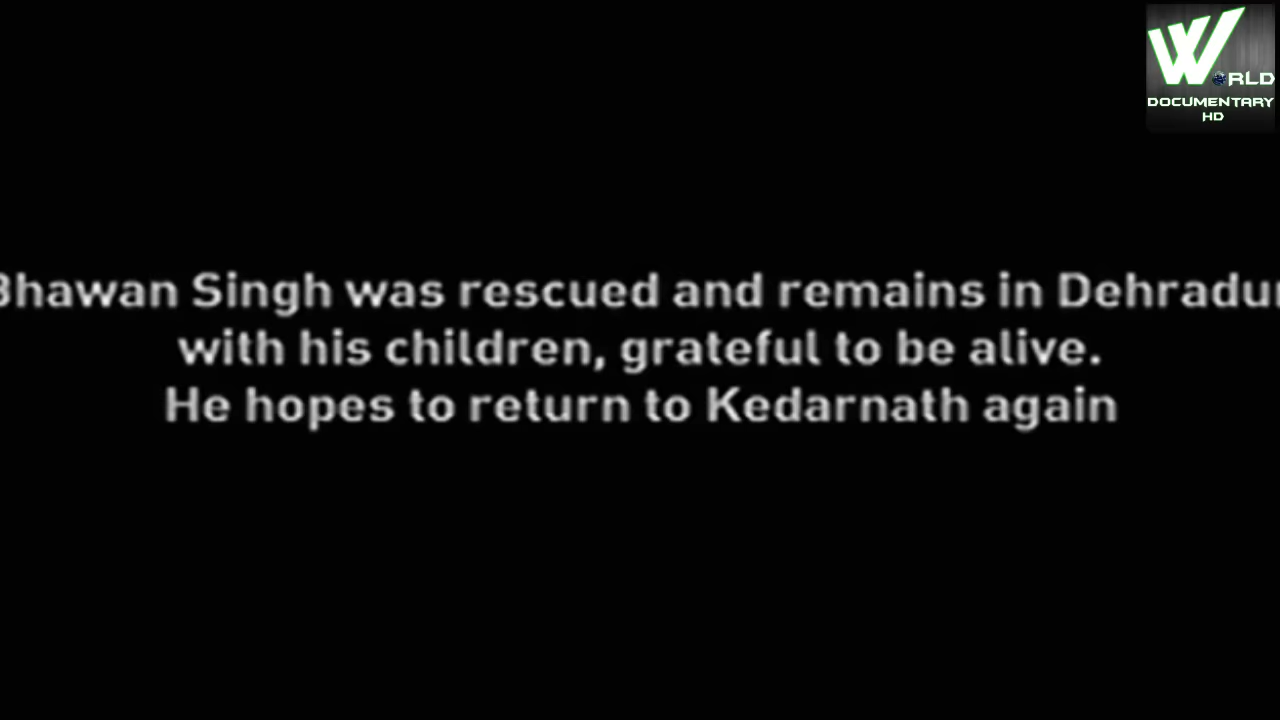 WORLD
DOCUMENTARY
HD
Bhawan Singh was rescued and remains in Dehradun
with his children, grateful to be alive.
He hopes to return to Kedarnath again